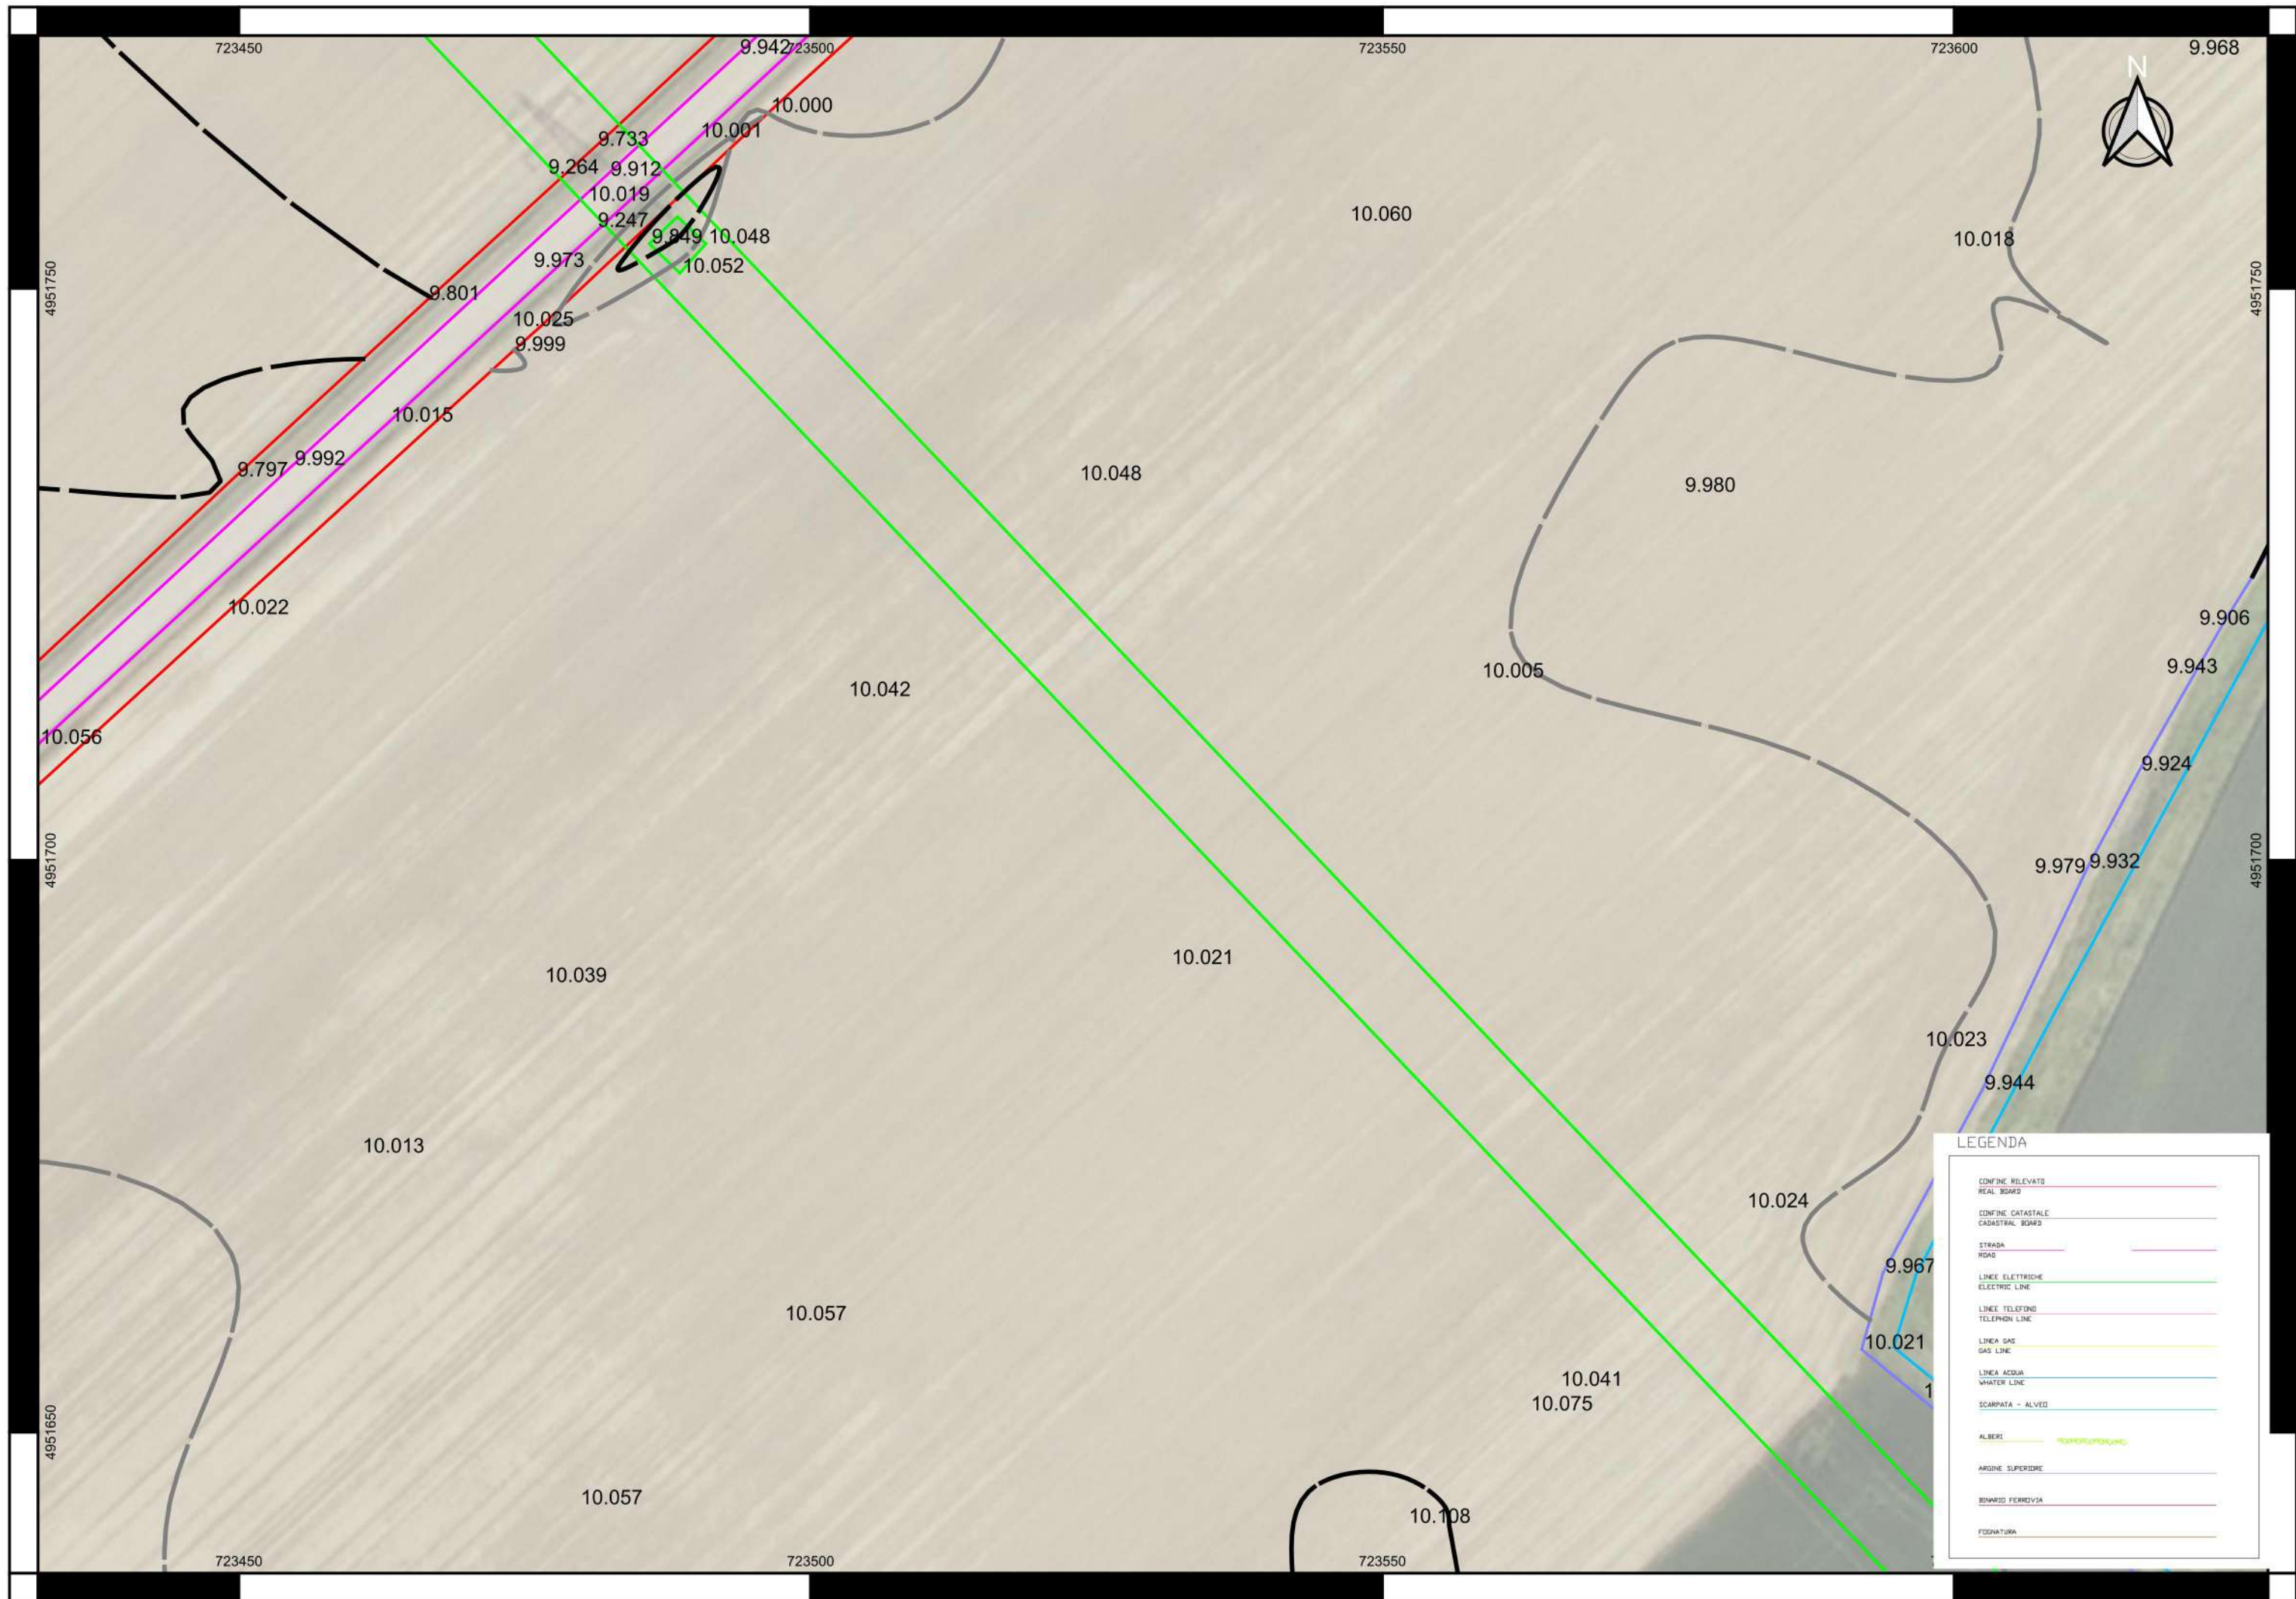 723450
9.942
723500
723550
723600
9.968
N
10.000
10.001
9.733
9.264
9.912
10.019
9.247
9.849
10.048
10.052
9.973
10.060
10.018
4951750
4951750
9.801
10.025
9.999
10.015
9.992
9.797
10.048
9.980
10.022
9.906
9.943
10.005
10.042
10.056
9.924
4951700
4951700
9.979
9.932
10.021
10.039
10.023
9.944
10.013
10.024
9.967
10.057
10.021
10.041
10.075
1
4951650
10.057
10.108
723450
723500
723550
LEGENDA
CONFINE RILEVATO
REAL BOARD
CONFINE CATASTALE
CADASTRAL BOARD
STRADA
ROAD
LINEE ELETTRICHE
ELECTRIC LINE
LINEE TELEFONO
TELEPHON LINE
LINEA GAS
GAS LINE
LINEA ACQUA
WHATER LINE
SCARPATA - ALVEO
ALBERI
ARGINE SUPERIORE
BINARIO FERROVIA
FOGNATURA